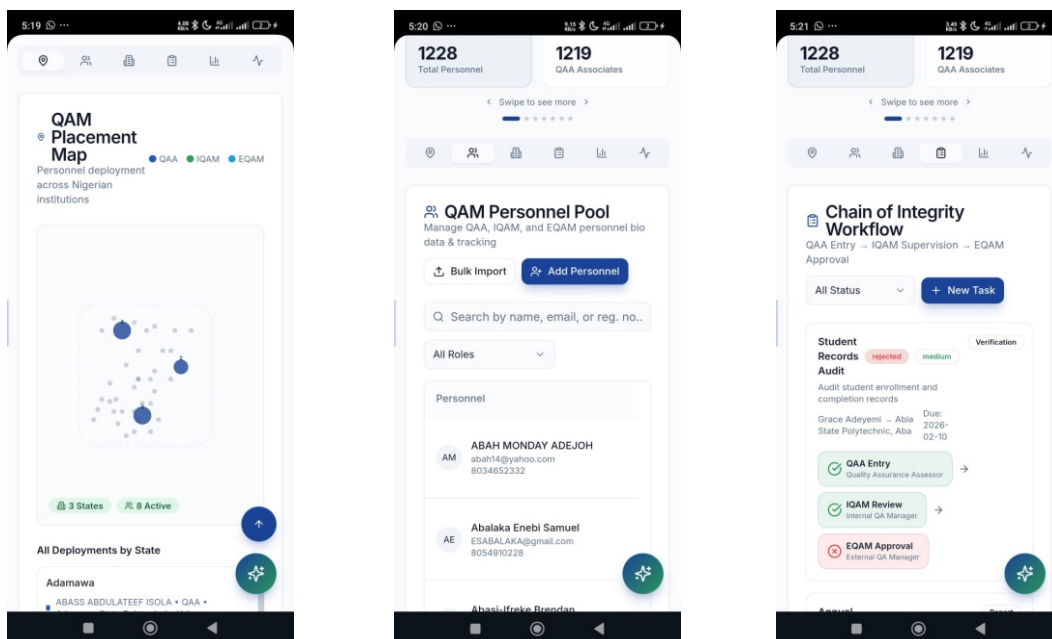 5:19
QAM
Placement
Map
QAA
IQAM
EQAM
Personnel deployment
across Nigerian
institutions
3 States
8 Active
All Deployments by State
Adamawa
ABASS ABDULATEEF ISOLA • QAA •
5:20
1228
Total Personnel
1219
QAA Associates
< Swipe to see more >
QAM Personnel Pool
Manage QAA, IQAM, and EQAM personnel bio
data & tracking
Bulk Import
Add Personnel
Search by name, email, or reg. no..
All Roles
Personnel
AM
ABAH MONDAY ADEJOH
abah14@yahoo.com
8034652332
AE
Abalaka Enebi Samuel
ESABALAKA@gmail.com
8054910228
Abasi-Ifreke Brendan
5:21
1228
Total Personnel
1219
QAA Associates
< Swipe to see more >
Chain of Integrity
Workflow
QAA Entry → IQAM Supervision → EQAM
Approval
All Status
+ New Task
Student
Records
Audit
rejected
medium
Verification
Audit student enrollment and
completion records
Grace Adeyemi → Abia
State Polytechnic, Aba
Due:
2026-
02-10
QAA Entry
Quality Assurance Assessor
IQAM Review
Internal QA Manager
EQAM Approval
External QA Manager